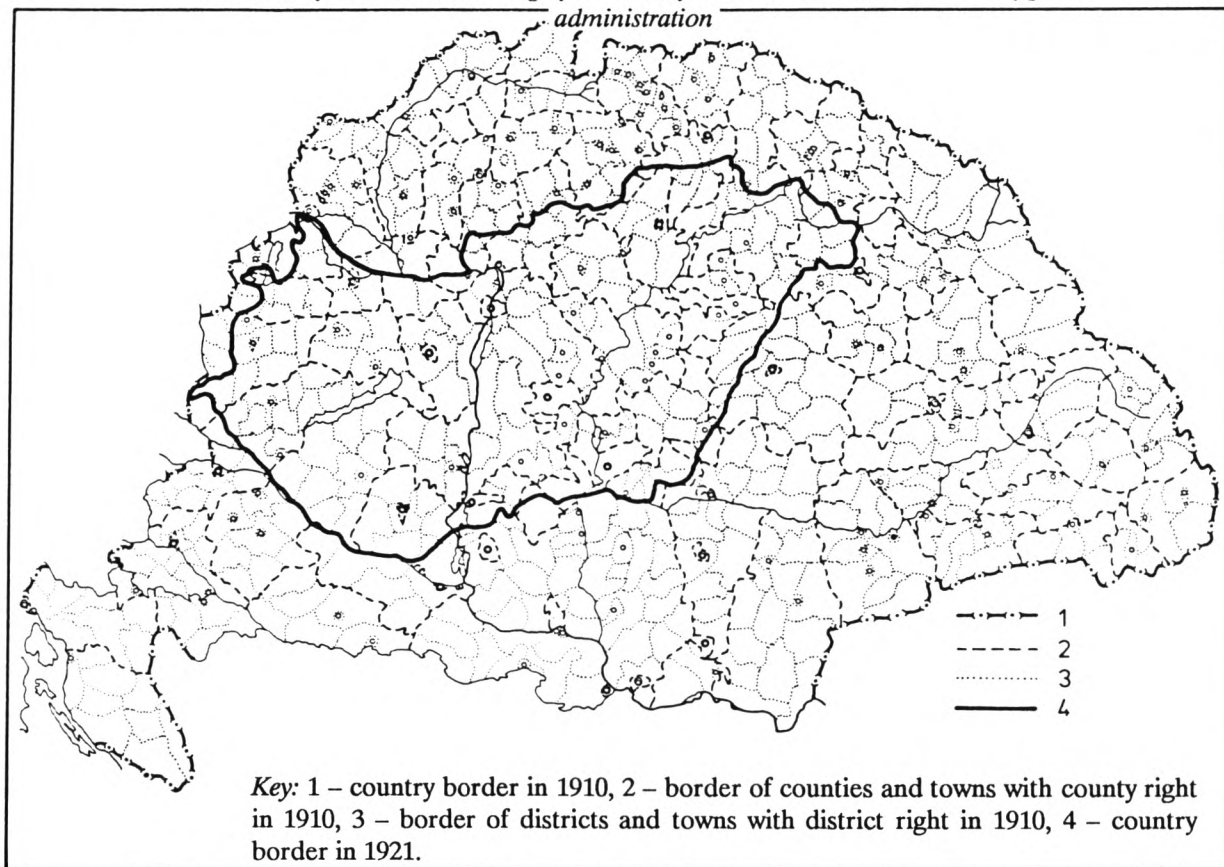 administration
1
2
3
4
Key: 1 – country border in 1910, 2 – border of counties and towns with county right
in 1910, 3 – border of districts and towns with district right in 1910, 4 – country
border in 1921.